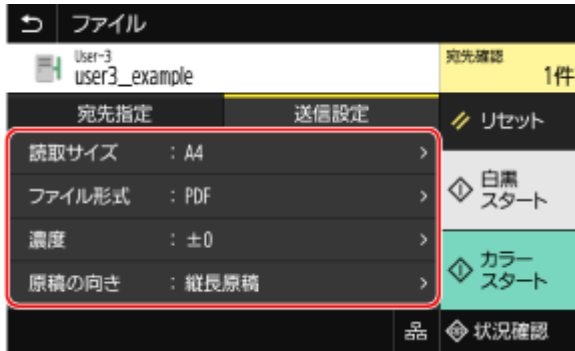 ファイル
User-3
user3_example
宛先確認
1件
宛先指定
送信設定
リセット
読取サイズ : A4
ファイル形式 : PDF
濃度 : ±0
原稿の向き : 縦長原稿
白黒
スタート
カラー
スタート
状況確認